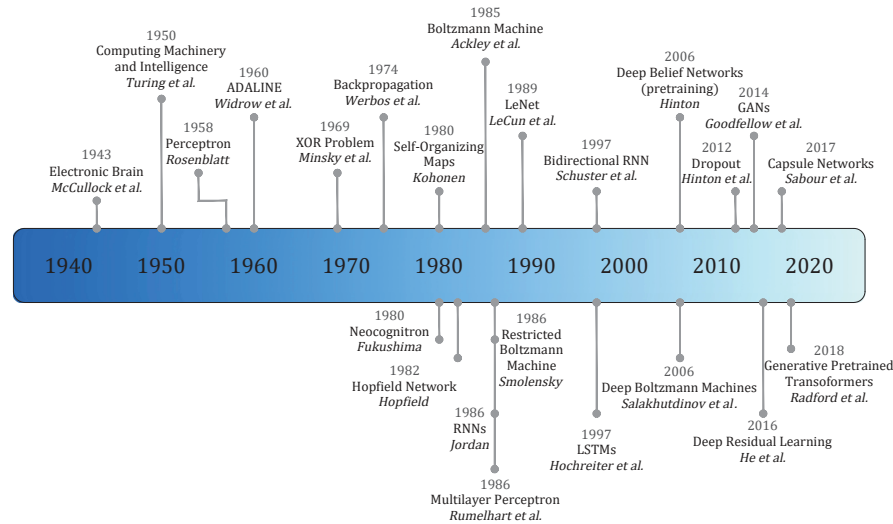 1943
Electronic Brain
McCullock et al.
1950
Computing Machinery
and Intelligence
Turing et al.
1958
Perceptron
Rosenblatt
1960
ADALINE
Widrow et al.
1969
XOR Problem
Minsky et al.
1974
Backpropagation
Werbos et al.
1980
Self-Organizing
Maps
Kohonen
1985
Boltzmann Machine
Ackley et al.
1989
LeNet
LeCun et al.
1997
Bidirectional RNN
Schuster et al.
2006
Deep Belief Networks
(pretraining)
Hinton
2012
Dropout
Hinton et al.
2014
GANs
Goodfellow et al.
2017
Capsule Networks
Sabour et al.
1940 1950 1960 1970 1980 1990 2000 2010 2020
1980
Neocognitron
Fukushima
1982
Hopfield Network
Hopfield
1986
Restricted
Boltzmann
Machine
Smolensky
1986
RNNs
Jordan
1986
Multilayer Perceptron
Rumelhart et al.
1997
LSTMs
Hochreiter et al.
2006
Deep Boltzmann Machines
Salakhutdinov et al.
2016
Deep Residual Learning
He et al.
2018
Generative Pretrained
Transoformers
Radford et al.